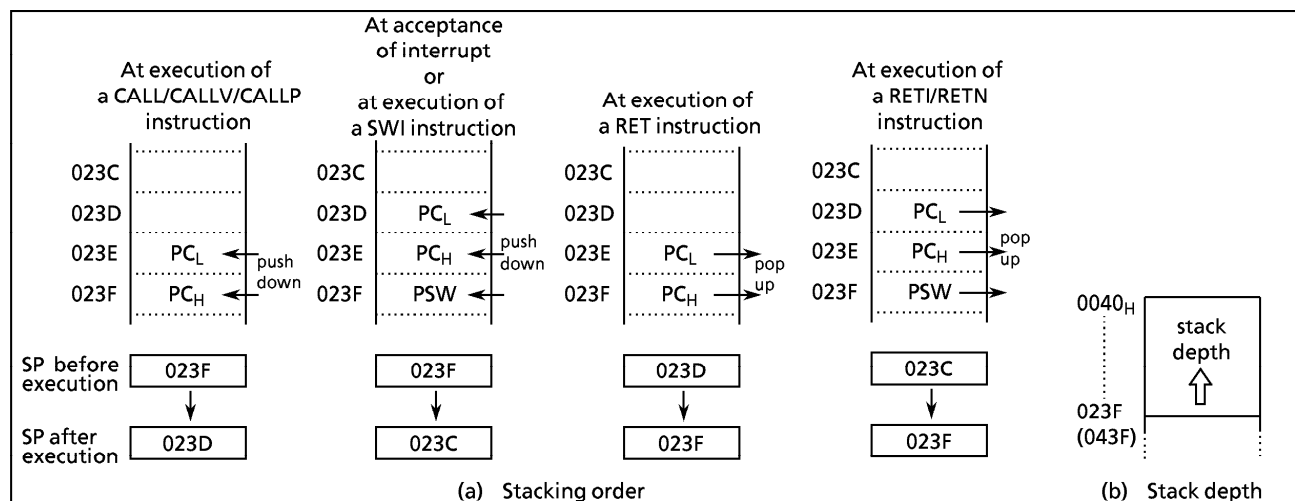 At execution of
a CALL/CALLV/CALLP
instruction
023C
023D
023E PCL push
023F PCH down
At acceptance
of interrupt
or
at execution of
a SWI instruction
023C
023D PCL
023E PCH push
023F PSW down
At execution of
a RET instruction
023C
023D
023E PCL pop
023F PCH up
At execution of
a RETI/RETN
instruction
023C
023D PCL
023E PCH pop
023F PSW up
SP before
execution
023F 023F 023D 023C
SP after
execution
023D 023C 023F 023F
(a) Stacking order
0040H
stack
depth
023F
(043F)
(b) Stack depth